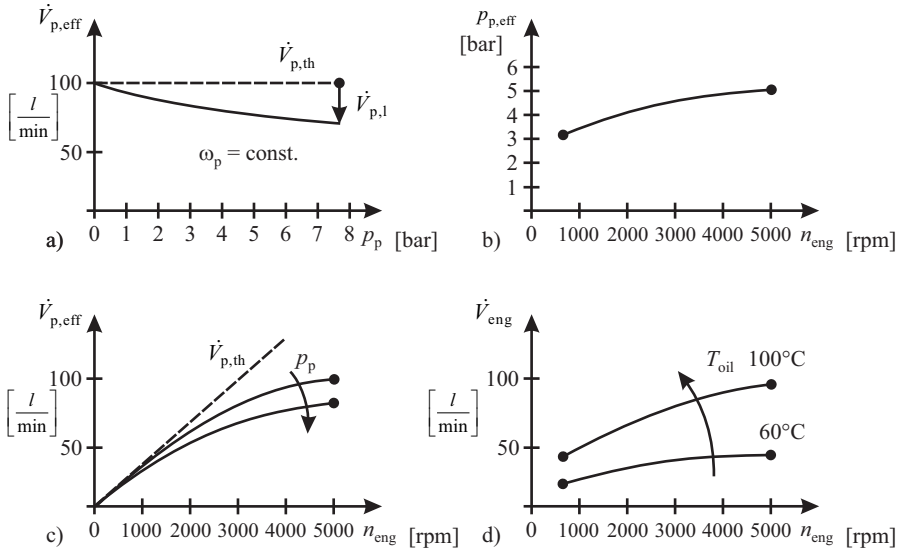 V̇p,eff
[l/min]
100
50
V̇p,th
V̇p,l
ωp = const.
a)
0 1 2 3 4 5 6 7 8 pp [bar]
pp,eff
[bar]
6
5
4
3
2
1
b)
0 1000 2000 3000 4000 5000 neng [rpm]
V̇p,eff
[l/min]
100
50
V̇p,th
pp
c)
0 1000 2000 3000 4000 5000 neng [rpm]
V̇eng
[l/min]
100
50
Toil 100°C
60°C
d)
0 1000 2000 3000 4000 5000 neng [rpm]